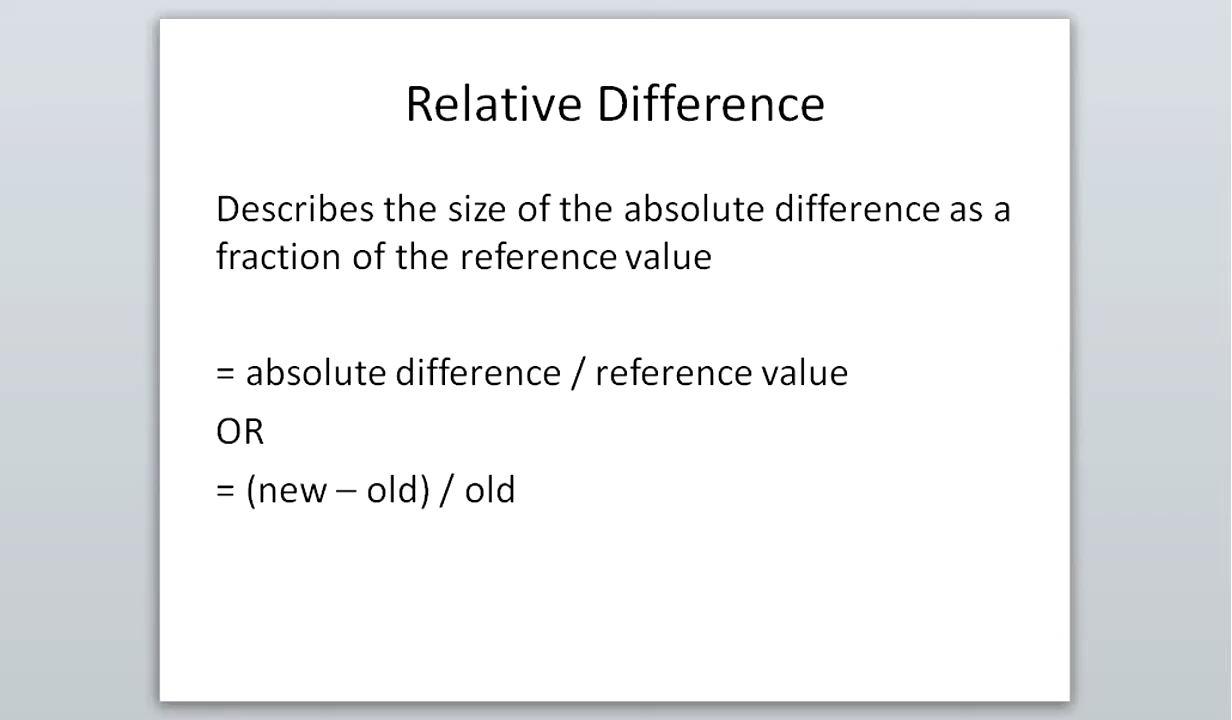 Relative Difference
Describes the size of the absolute difference as a
fraction of the reference value
= absolute difference / reference value
OR
= (new – old) / old